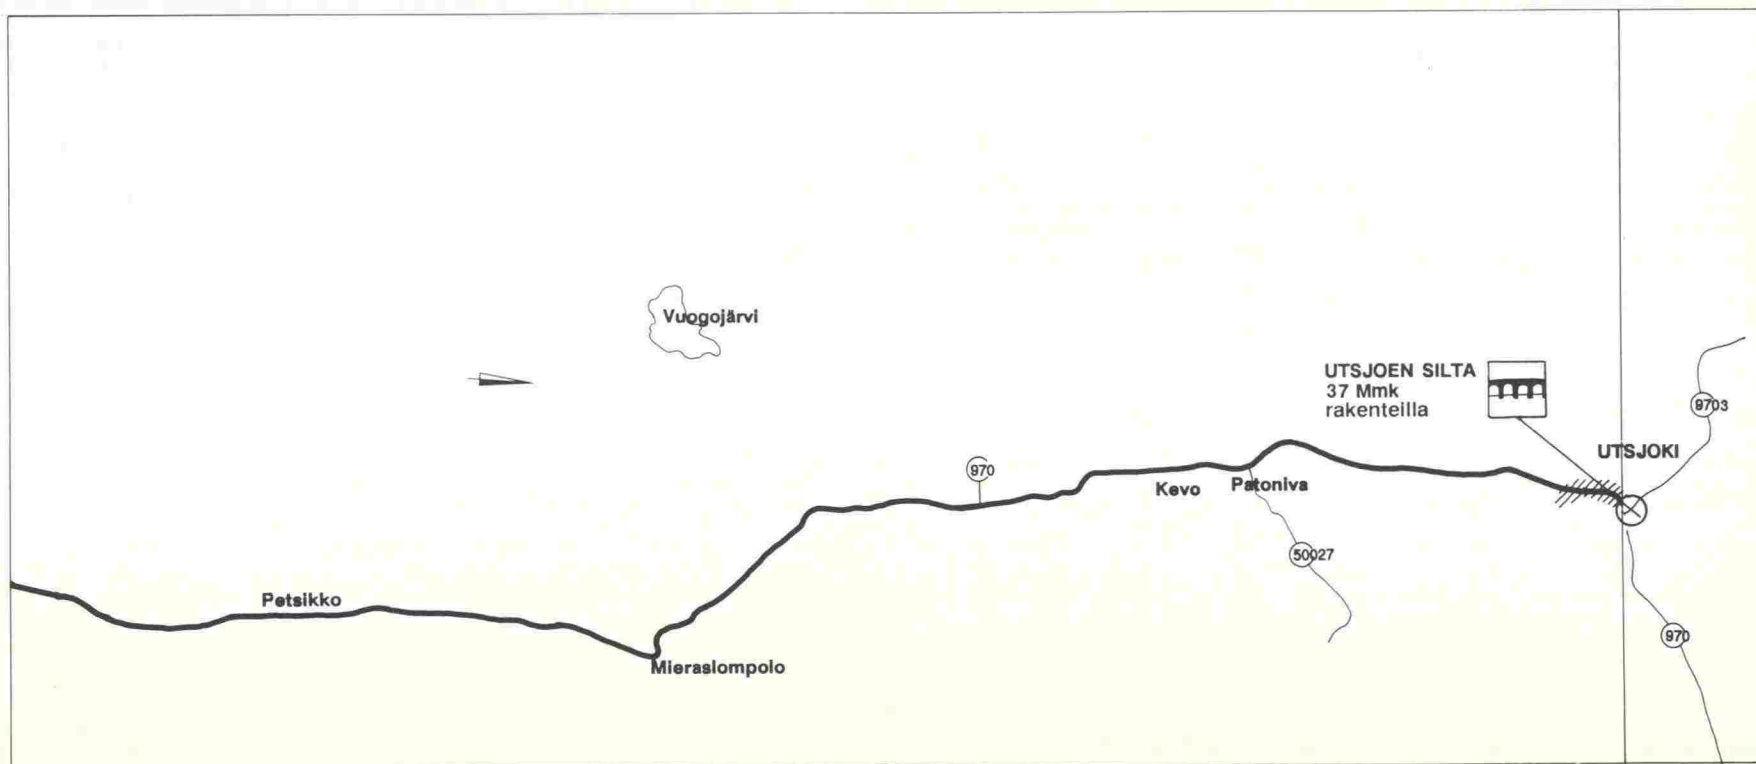 Vuogojärvi
UTSJOEN SILTA
37 Mmk
rakenteilla
9703
UTSJOKI
970
Kevo
Patoniva
50027
Petsikko
970
Mieraslompolo